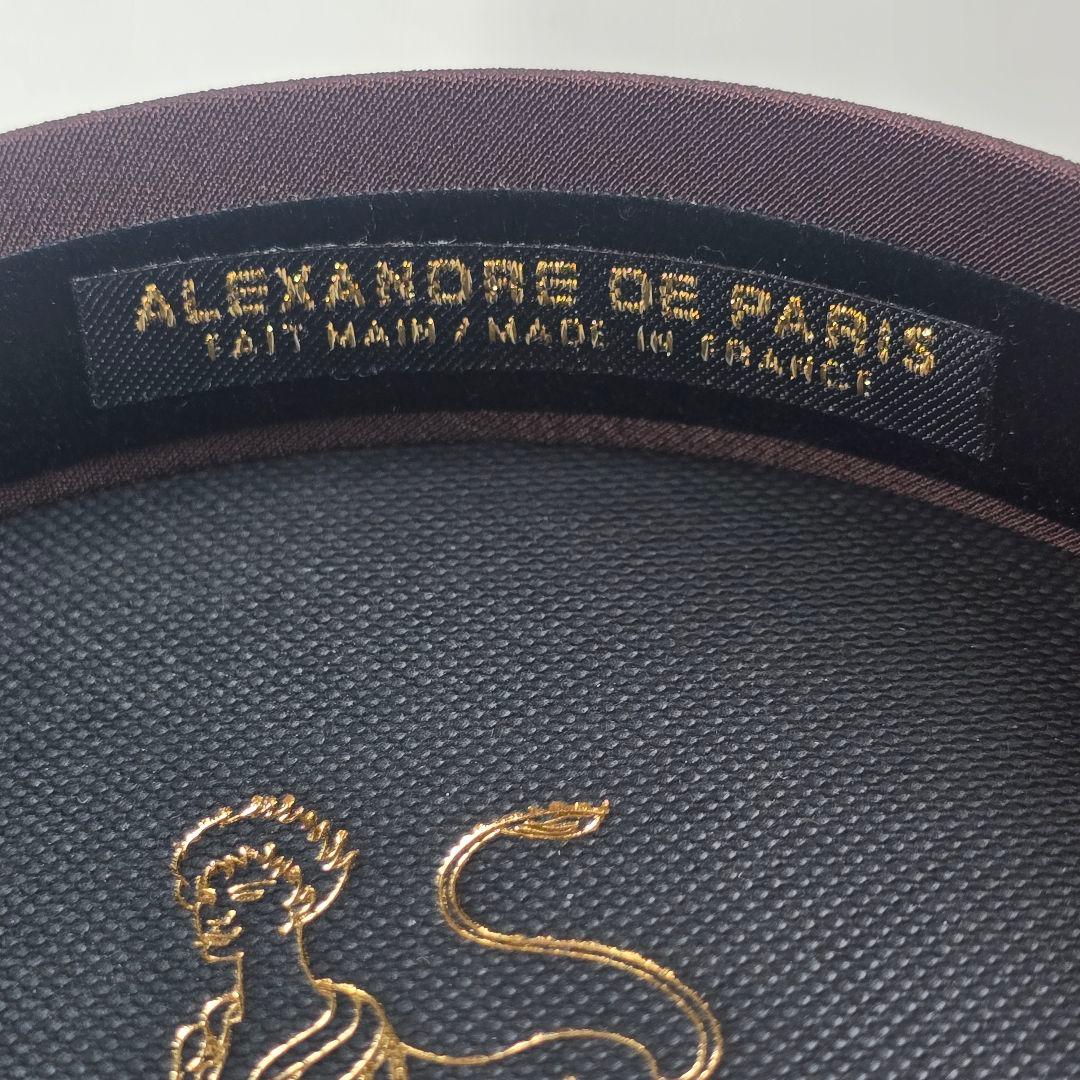 ALEXANDRE DE PARIS
FAIT MAIN / MADE IN FRANCE